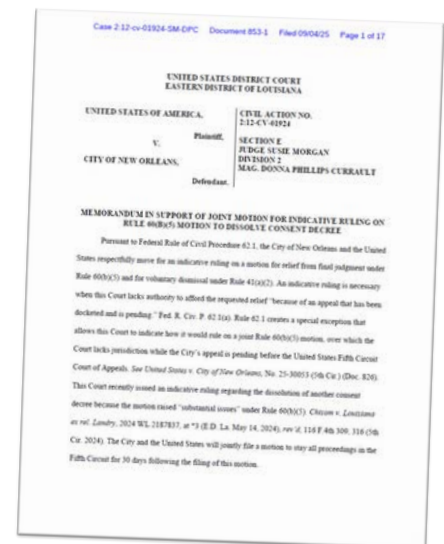 Case 2:12-cv-01924-SM-DPC Document 853-1 Filed 09/04/25 Page 1 of 17
UNITED STATES DISTRICT COURT
EASTERN DISTRICT OF LOUISIANA
UNITED STATES OF AMERICA,
Plaintiff,
V.
CITY OF NEW ORLEANS,
Defendant.
CIVIL ACTION NO.
2:12-CV-01924
SECTION E
JUDGE SUSIE MORGAN
DIVISION 2
MAG. DONNA PHILLIPS CURRAULT
MEMORANDUM IN SUPPORT OF JOINT MOTION FOR INDICATIVE RULING ON
RULE 60(B)(5) MOTION TO DISSOLVE CONSENT DECREE
Pursuant to Federal Rule of Civil Procedure 62.1, the City of New Orleans and the United
States respectfully move for an indicative ruling on a motion for relief from final judgment under
Rule 60(b)(5) and for voluntary dismissal under Rule 41(a)(2). An indicative ruling is necessary
when this Court lacks authority to afford the requested relief “because of an appeal that has been
docketed and is pending.” Fed. R. Civ. P. 62.1(a). Rule 62.1 creates a special exception that
allows this Court to indicate how it would rule on a joint Rule 60(b)(5) motion, over which the
Court lacks jurisdiction while the City's appeal is pending before the United States Fifth Circuit
Court of Appeals. See United States v. City of New Orleans, No. 25-30053 (5th Cir.) (Doc. 826).
This Court recently issued an indicative ruling regarding the dissolution of another consent
decree because the motion raised “substantial issues” under Rule 60(b)(5). Chisom v. Louisiana
ex rel. Landry, 2024 WL 2187837, at *3 (E.D. La. May 14, 2024), rev'd, 116 F.4th 309, 316 (5th
Cir. 2024). The City and the United States will jointly file a motion to stay all proceedings in the
Fifth Circuit for 30 days following the filing of this motion.